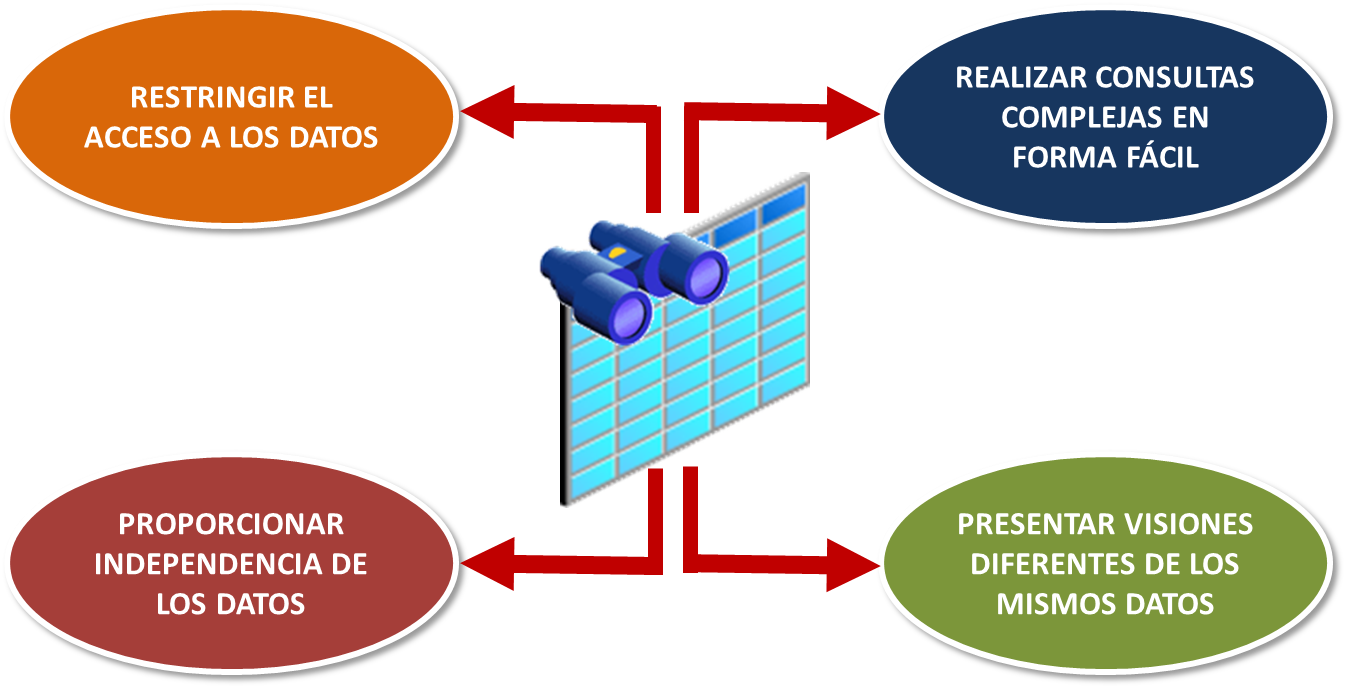 RESTRINGIR EL
ACCESO A LOS DATOS
REALIZAR CONSULTAS
COMPLEJAS EN
FORMA FÁCIL
PROPORCIONAR
INDEPENDENCIA DE
LOS DATOS
PRESENTAR VISIONES
DIFERENTES DE LOS
MISMOS DATOS